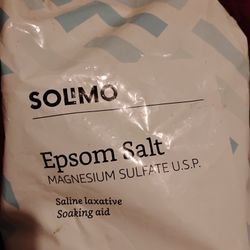 SOLIMO
Epsom Salt
MAGNESIUM SULFATE U.S.P.
Saline laxative
Soaking aid